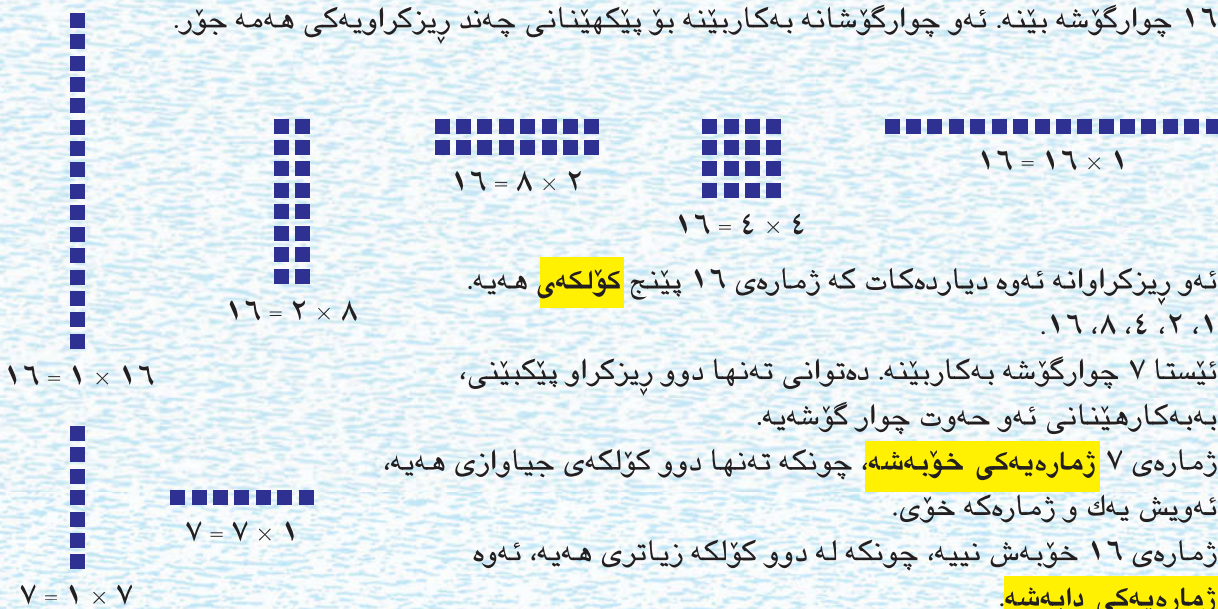 ١٦ چوارگۆشە بێنە. ئەو چوارگۆشانە بەکاربێنە بۆ پێکهێنانی چەند ڕیزکراویەکی هەمە جۆر.
١ × ١٦ = ١٦
٢ × ٨ = ١٦
٤ × ٤ = ١٦
٨ × ٢ = ١٦
١٦ × ١ = ١٦
ئەو ڕیزکراوانە ئەوە دیاردەکات کە ژمارەی ١٦ پێنج کۆلکەی هەیە.
١، ٢، ٤، ٨، ١٦.
ئێستا ٧ چوارگۆشە بەکاربێنە. دەتوانی تەنها دوو ڕیزکراو پێکبێنی،
بەبەکارهێنانی ئەو حەوت چوار گۆشەیە.
ژمارەی ٧ ژمارەیەکی خۆبەشە، چونکە تەنها دوو کۆلکەی جیاوازی هەیە،
ئەویش یەك و ژمارەکە خۆی.
١ × ٧ = ٧
ژمارەی ١٦ خۆبەش نییە، چونکە لە دوو کۆلکە زیاتری هەیە، ئەوە
ژمارەیەکی دابەشە.
٧ × ١ = ٧